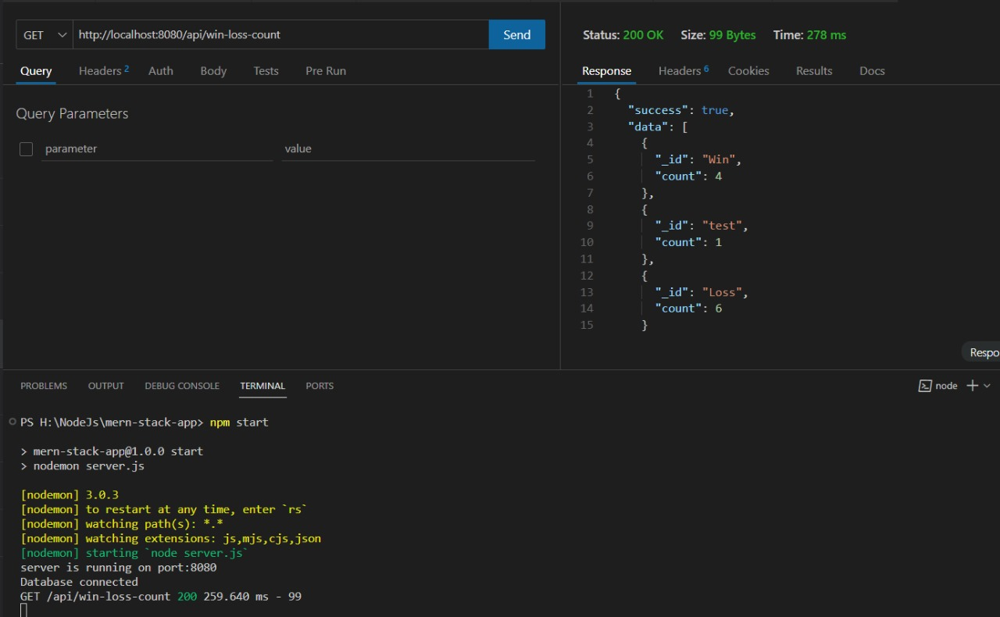 GET http://localhost:8080/api/win-loss-count Send
Query Headers 2 Auth Body Tests Pre Run
Query Parameters
parameter value
Status: 200 OK Size: 99 Bytes Time: 278 ms
Response Headers 6 Cookies Results Docs
1 {
2 "success": true,
3 "data": [
4 {
5 "_id": "Win",
6 "count": 4
7 },
8 {
9 "_id": "test",
10 "count": 1
11 },
12 {
13 "_id": "Loss",
14 "count": 6
15 }
Respo
PROBLEMS OUTPUT DEBUG CONSOLE TERMINAL PORTS
node
PS H:\NodeJs\mern-stack-app> npm start
> mern-stack-app@1.0.0 start
> nodemon server.js
[nodemon] 3.0.3
[nodemon] to restart at any time, enter `rs`
[nodemon] watching path(s): *.*
[nodemon] watching extensions: js,mjs,cjs,json
[nodemon] starting `node server.js`
server is running on port:8080
Database connected
GET /api/win-loss-count 200 259.640 ms - 99